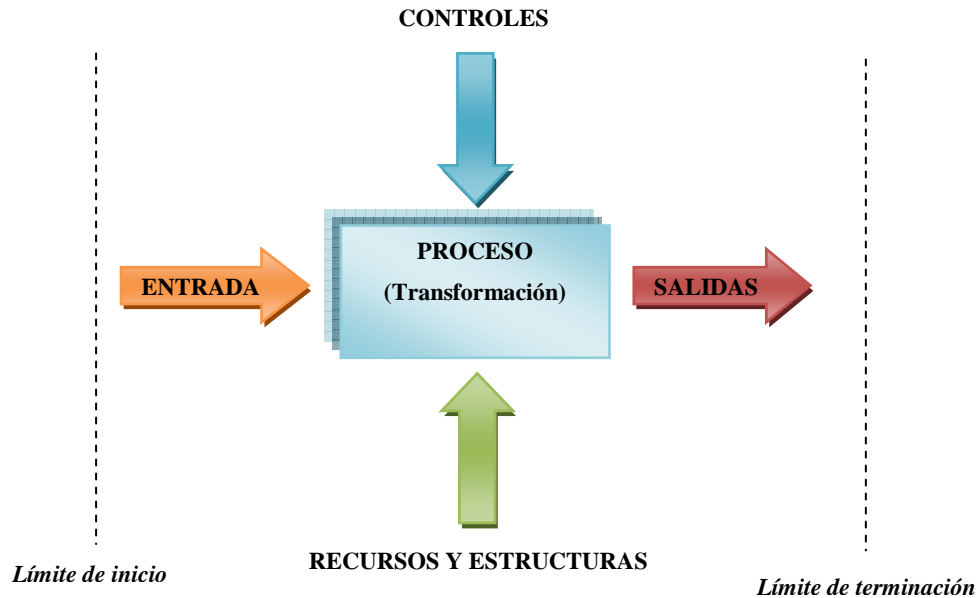 CONTROLES
PROCESO
(Transformación)
ENTRADA
SALIDAS
RECURSOS Y ESTRUCTURAS
Límite de inicio
Límite de terminación